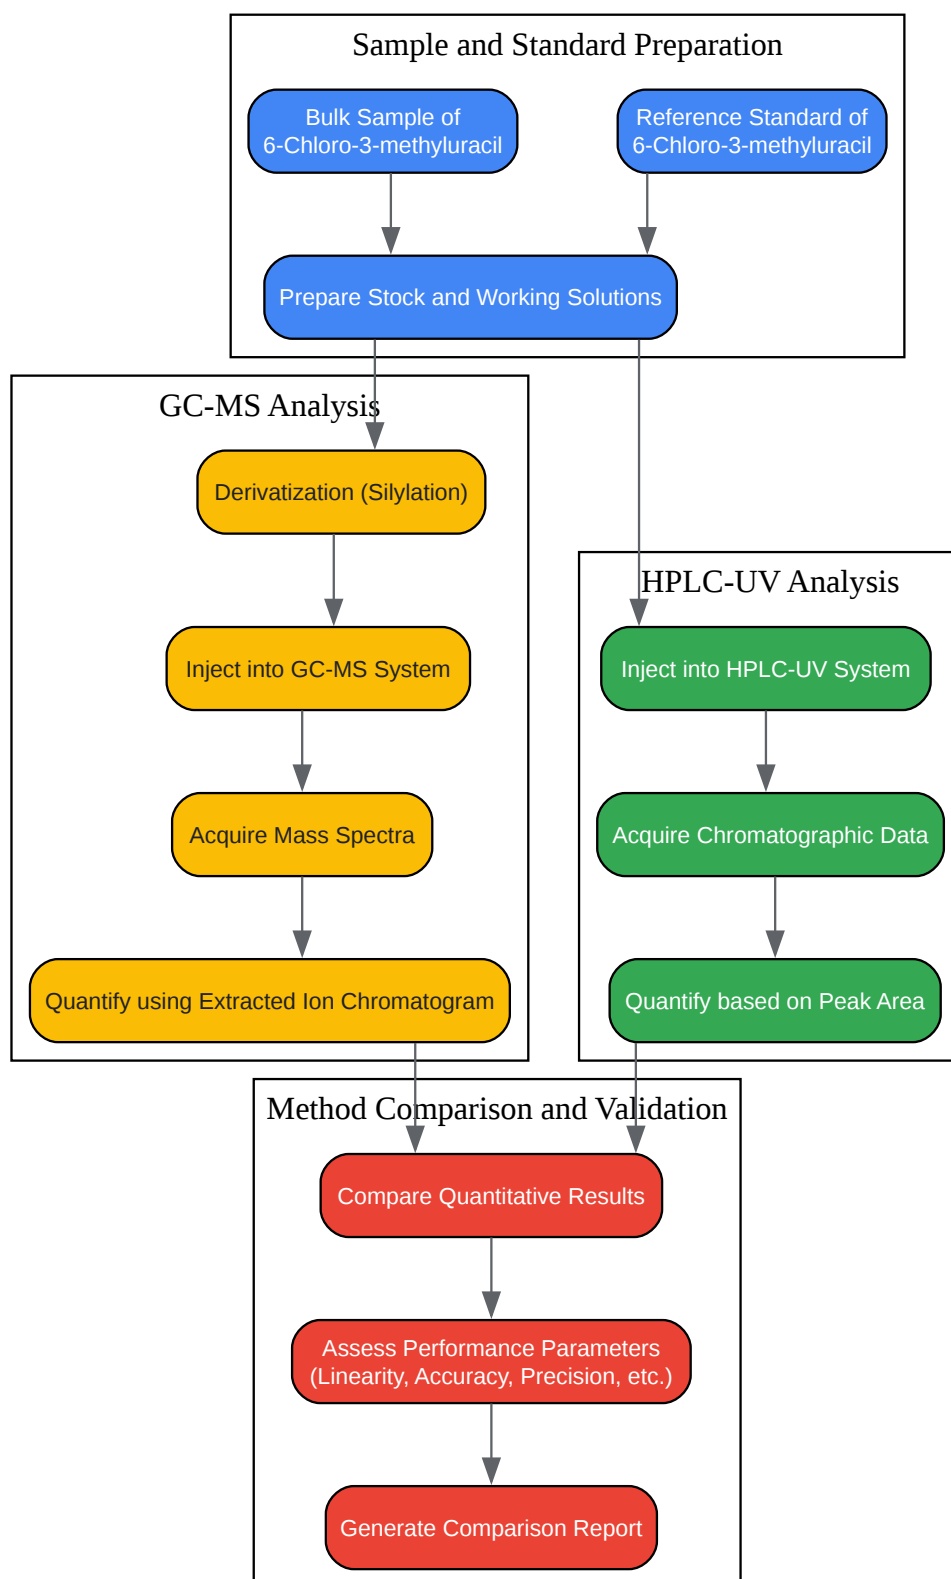 Sample and Standard Preparation
Bulk Sample of
6-Chloro-3-methyluracil
Reference Standard of
6-Chloro-3-methyluracil
Prepare Stock and Working Solutions
GC-MS Analysis
Derivatization (Silylation)
Inject into GC-MS System
Acquire Mass Spectra
Quantify using Extracted Ion Chromatogram
HPLC-UV Analysis
Inject into HPLC-UV System
Acquire Chromatographic Data
Quantify based on Peak Area
Method Comparison and Validation
Compare Quantitative Results
Assess Performance Parameters
(Linearity, Accuracy, Precision, etc.)
Generate Comparison Report